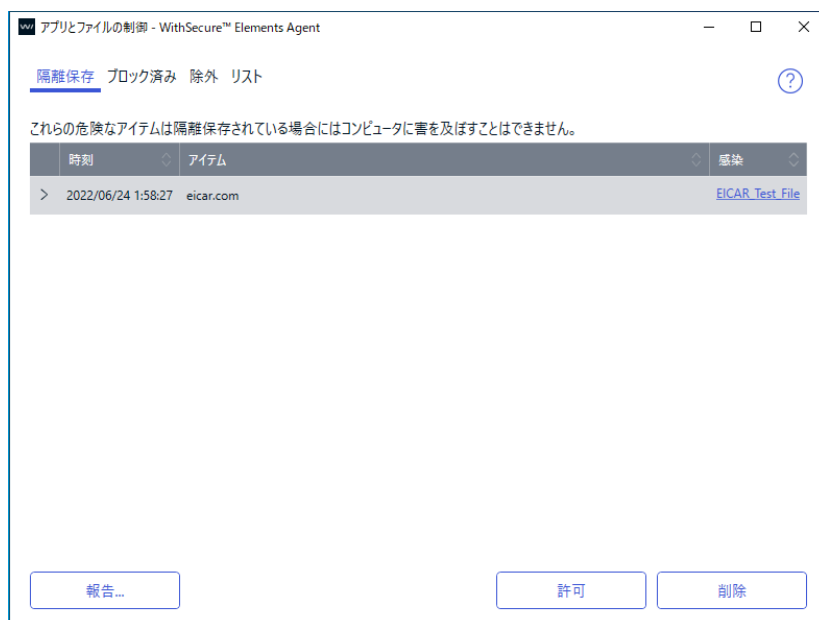 アプリとファイルの制御 - WithSecure™ Elements Agent
隔離保存 ブロック済み 除外 リスト
これらの危険なアイテムは隔離保存されている場合にはコンピュータに害を及ぼすことはできません。
時刻 アイテム 感染
2022/06/24 1:58:27 eicar.com EICAR_Test_File
報告... 許可 削除